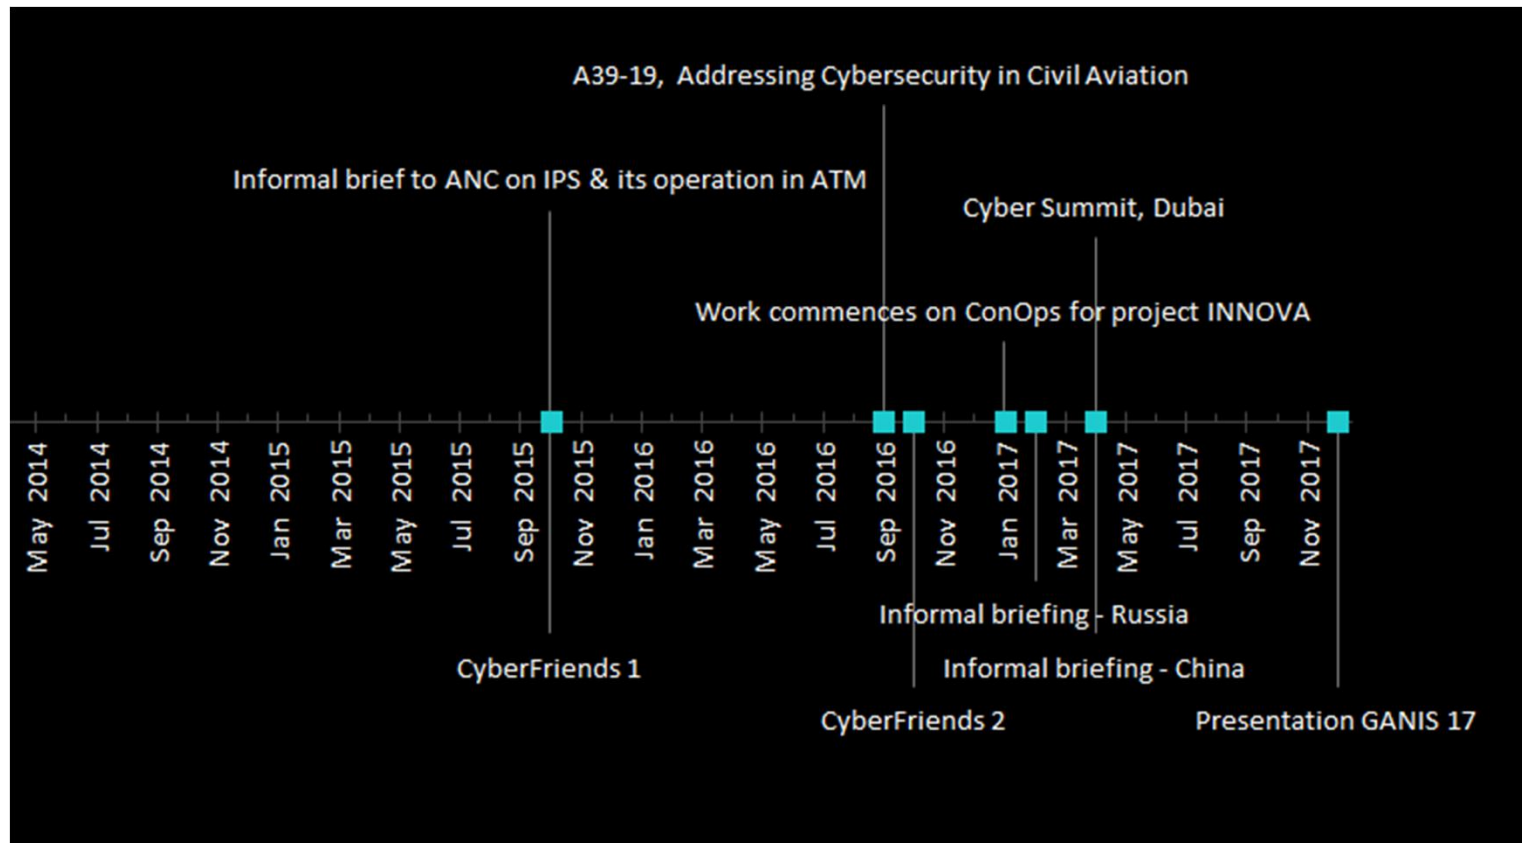 A39-19, Addressing Cybersecurity in Civil Aviation
Informal brief to ANC on IPS & its operation in ATM
Cyber Summit, Dubai
Work commences on ConOps for project INNOVA
May 2014
Jul 2014
Sep 2014
Nov 2014
Jan 2015
Mar 2015
May 2015
Jul 2015
Sep 2015
Nov 2015
Jan 2016
Mar 2016
May 2016
Jul 2016
Sep 2016
Nov 2016
Jan 2017
Mar 2017
May 2017
Jul 2017
Sep 2017
Nov 2017
Informal briefing - Russia
CyberFriends 1
Informal briefing - China
CyberFriends 2
Presentation GANIS 17